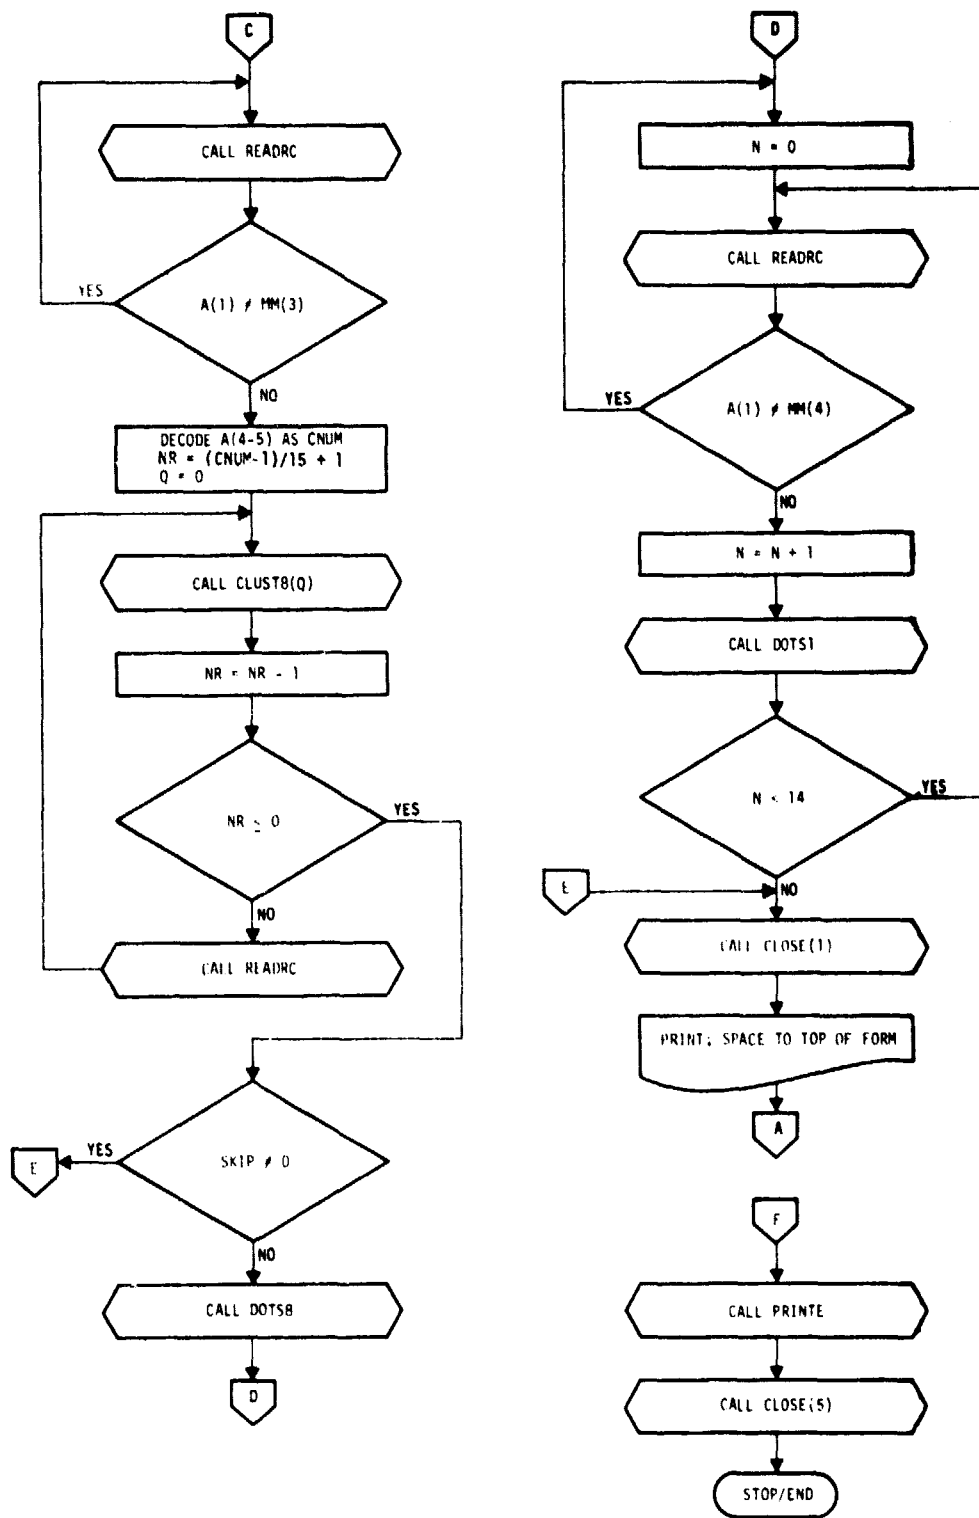 C
CALL READRC
YES
A(1) ≠ MM(3)
NO
DECODE A(4-5) AS CNUM
NR = (CNUM-1)/15 + 1
Q = 0
CALL CLUST8(Q)
NR = NR - 1
NR ≤ 0
YES
NO
CALL READRC
SKIP ≠ 0
YES
E
NO
CALL DOTS8
D
D
N = 0
CALL READRC
A(1) ≠ MM(4)
YES
NO
N = N + 1
CALL DOTS1
N < 14
YES
E
NO
CALL CLOSE(1)
PRINT; SPACE TO TOP OF FORM
A
F
CALL PRINTE
CALL CLOSE(5)
STOP/END